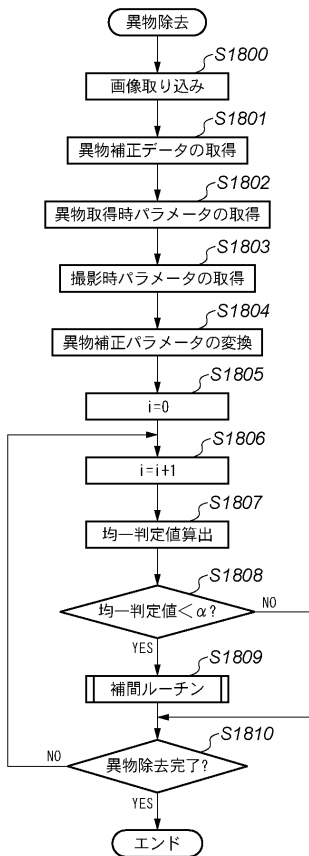 異物除去
S1800
画像取り込み
S1801
異物補正データの取得
S1802
異物取得時パラメータの取得
S1803
撮影時パラメータの取得
S1804
異物補正パラメータの変換
S1805
i=0
S1806
i=i+1
S1807
均一判定値算出
S1808
均一判定値<α?
NO
YES
S1809
補間ルーチン
S1810
異物除去完了?
NO
YES
エンド